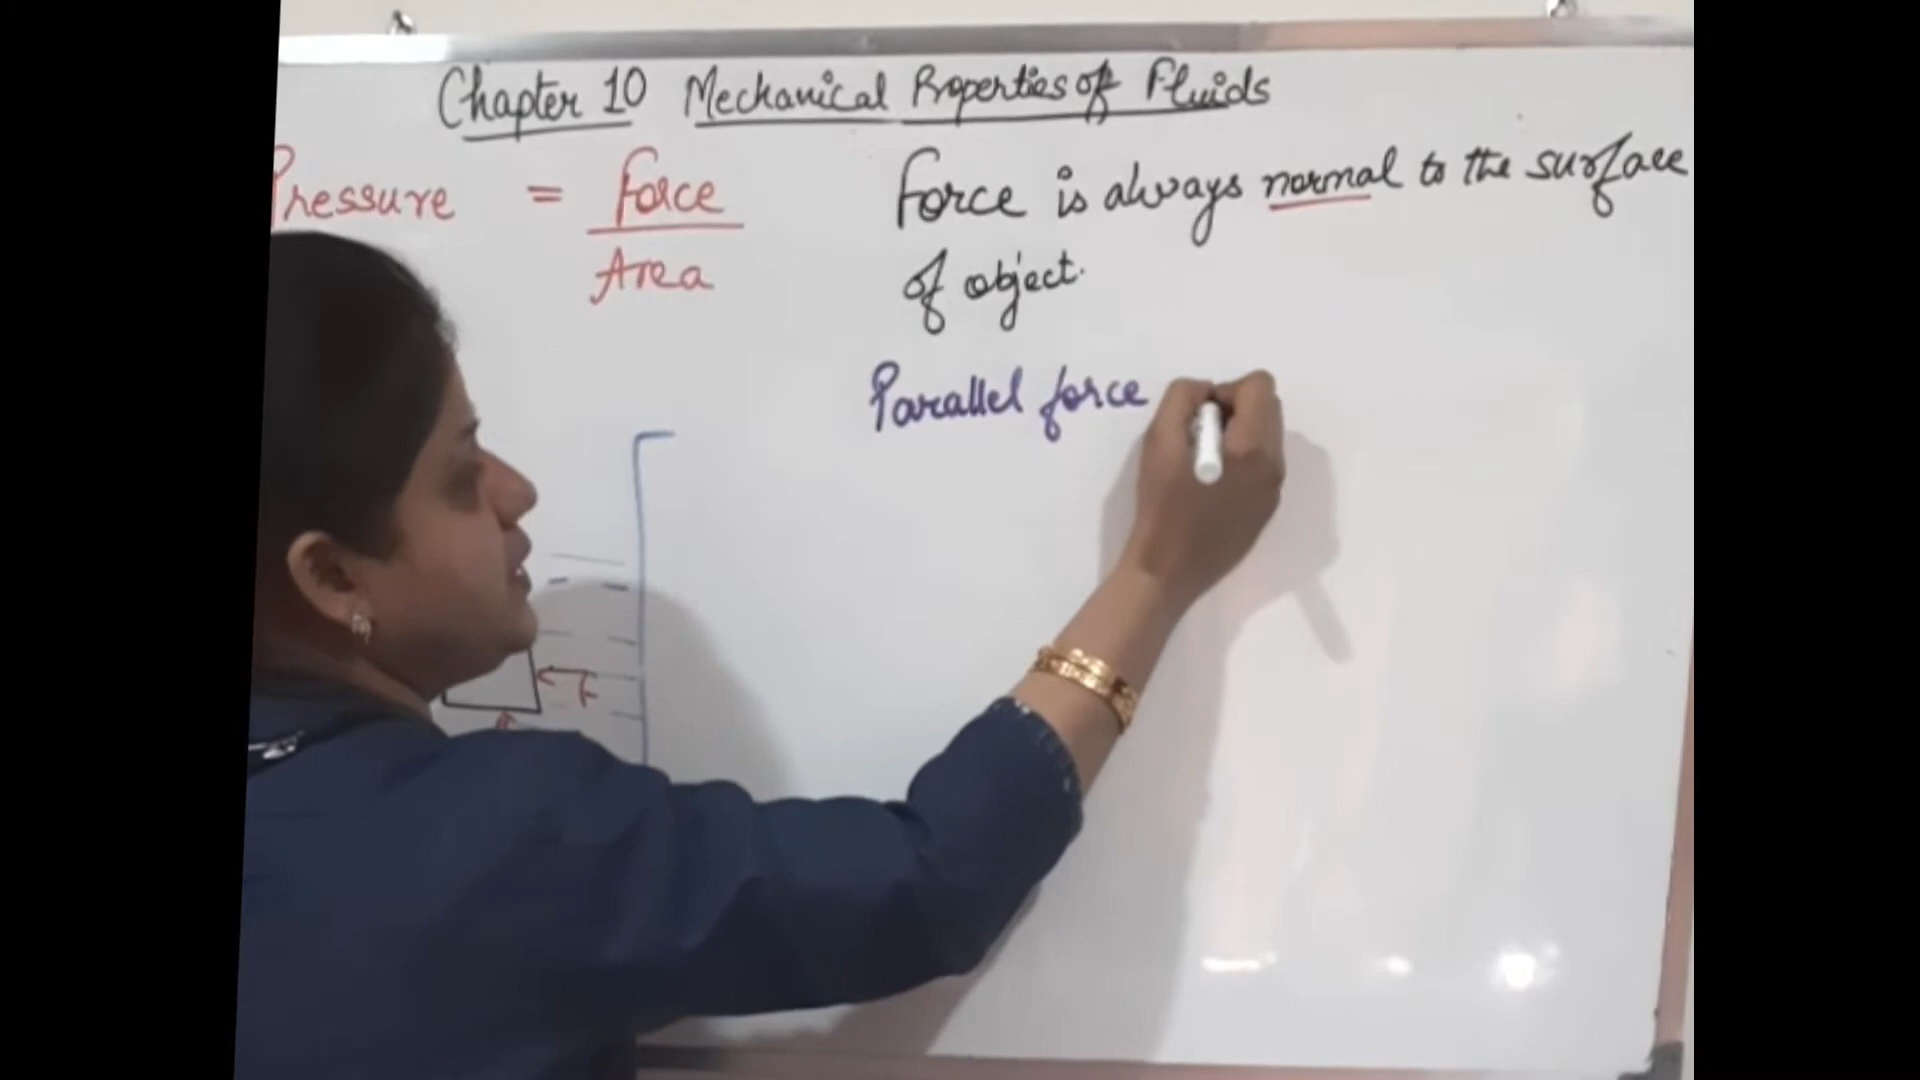 Chapter 10 Mechanical Properties of Fluids
Pressure = Force
Area
Force is always normal to the surface
of object.
Parallel force
F